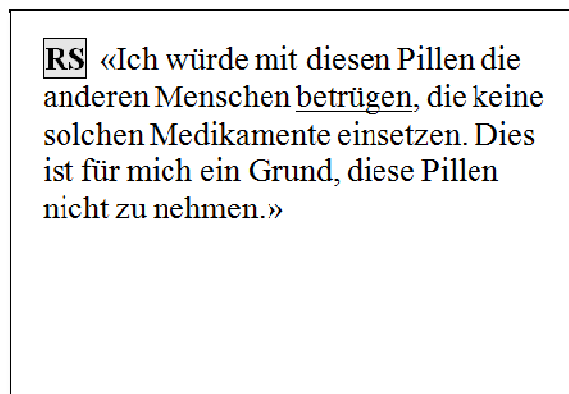 RS «Ich würde mit diesen Pillen die
anderen Menschen betrügen, die keine
solchen Medikamente einsetzen. Dies
ist für mich ein Grund, diese Pillen
nicht zu nehmen.»